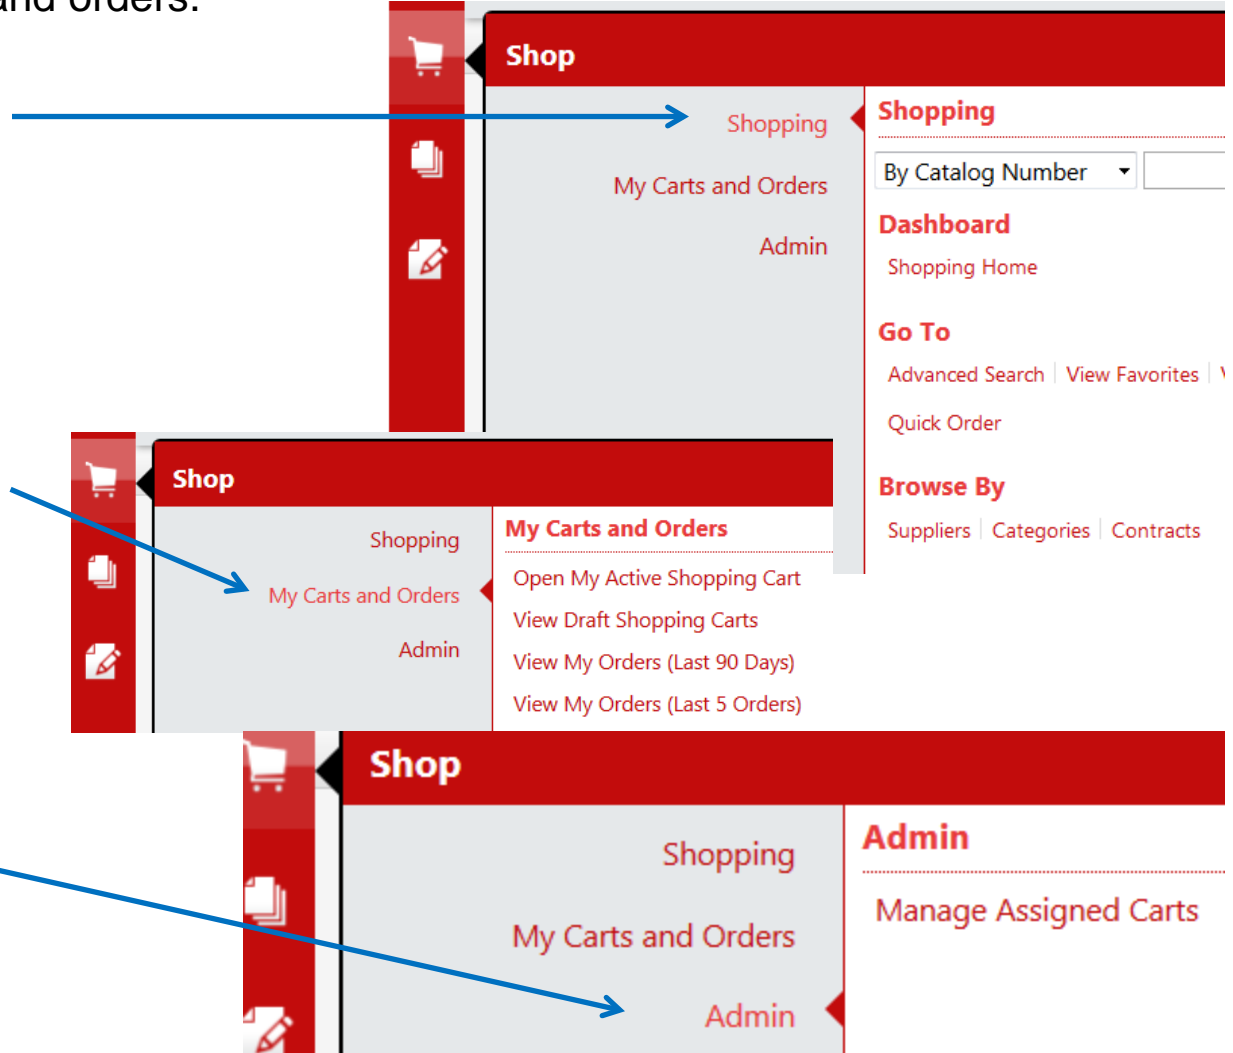 and orders.
Shop
Shopping
My Carts and Orders
Admin
Shopping
By Catalog Number
Dashboard
Shopping Home
Go To
Advanced Search View Favorites
Quick Order
Browse By
Suppliers Categories Contracts
Shop
Shopping
My Carts and Orders
Admin
My Carts and Orders
Open My Active Shopping Cart
View Draft Shopping Carts
View My Orders (Last 90 Days)
View My Orders (Last 5 Orders)
Shop
Shopping
My Carts and Orders
Admin
Admin
Manage Assigned Carts